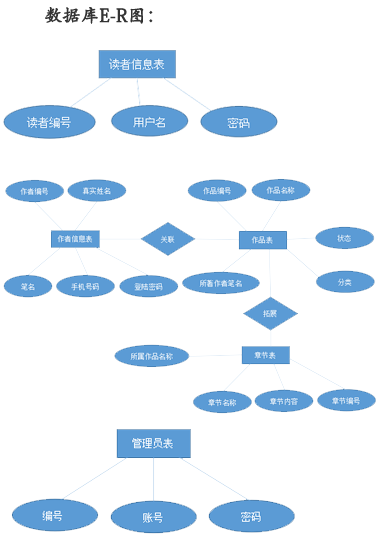 数据库E-R图：
读者信息表
读者编号
用户名
密码
作者编号
真实姓名
作品编号
作品名称
作者信息表
关联
作品表
状态
笔名
手机号码
登陆密码
所著作者笔名
分类
拓展
所属作品名称
章节表
章节名称
章节内容
章节编号
管理员表
编号
账号
密码